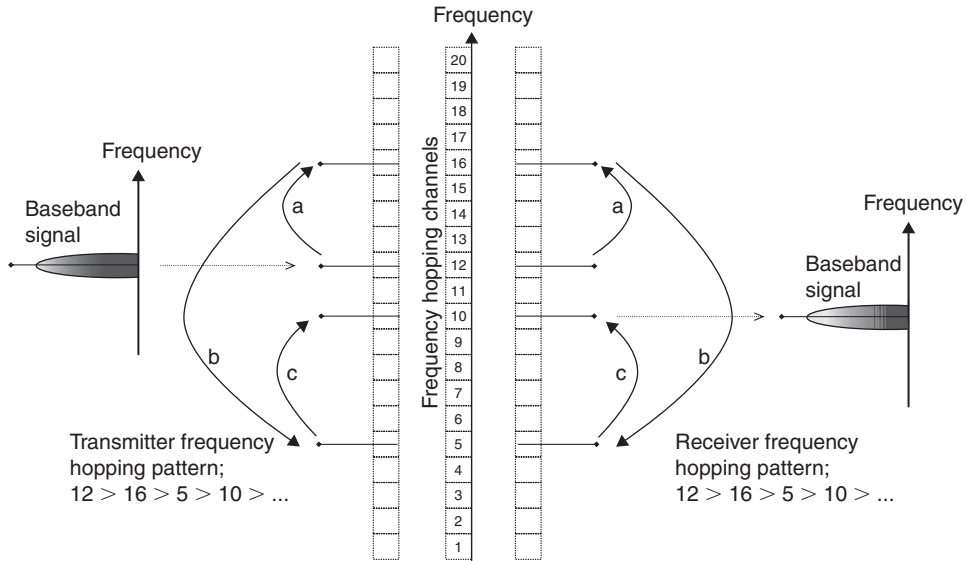 Frequency
20
19
18
17
16
15
14
13
12
11
10
9
8
7
6
5
4
3
2
1
Frequency hopping channels
Frequency
Baseband
signal
a
b
c
Transmitter frequency
hopping pattern;
12 > 16 > 5 > 10 > ...
a
b
c
Frequency
Baseband
signal
Receiver frequency
hopping pattern;
12 > 16 > 5 > 10 > ...